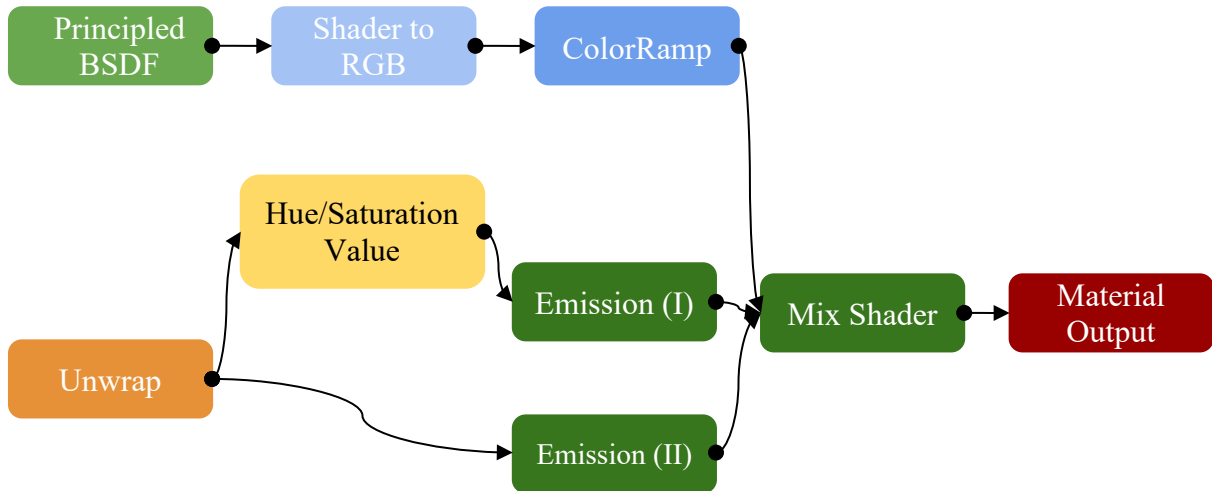 Principled
BSDF
Shader to
RGB
ColorRamp
Hue/Saturation
Value
Emission (I)
Mix Shader
Material
Output
Unwrap
Emission (II)